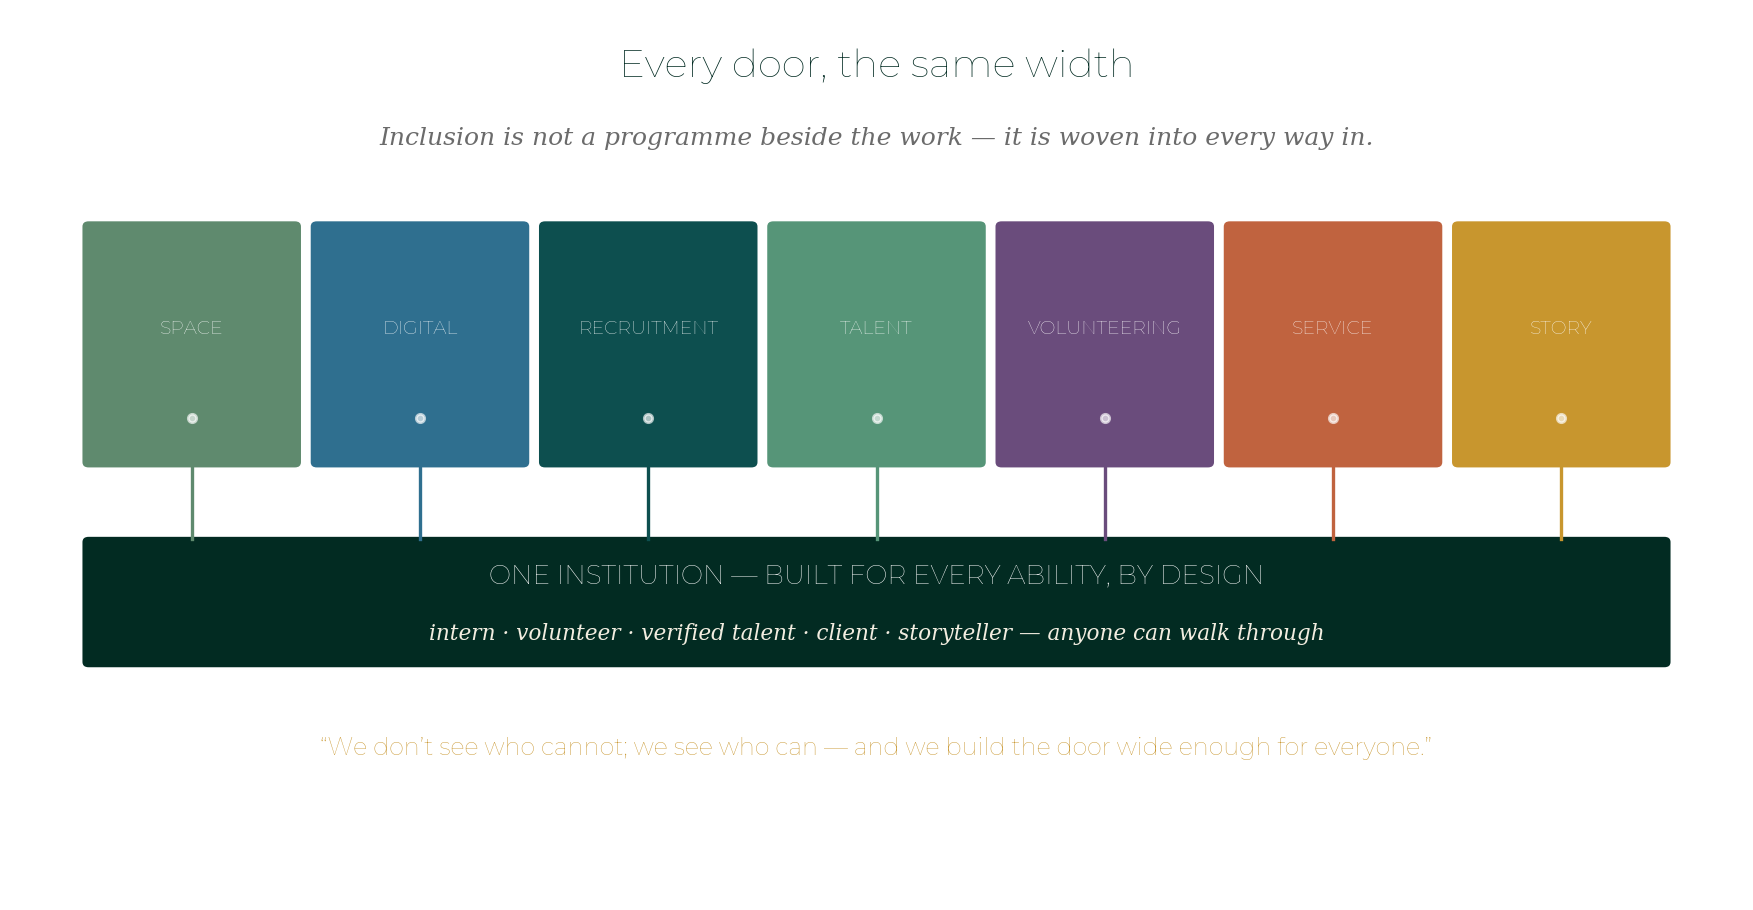 Every door, the same width
Inclusion is not a programme beside the work — it is woven into every way in.
SPACE
DIGITAL
RECRUITMENT
TALENT
VOLUNTEERING
SERVICE
STORY
ONE INSTITUTION — BUILT FOR EVERY ABILITY, BY DESIGN
intern · volunteer · verified talent · client · storyteller — anyone can walk through
“We don’t see who cannot; we see who can — and we build the door wide enough for everyone.”